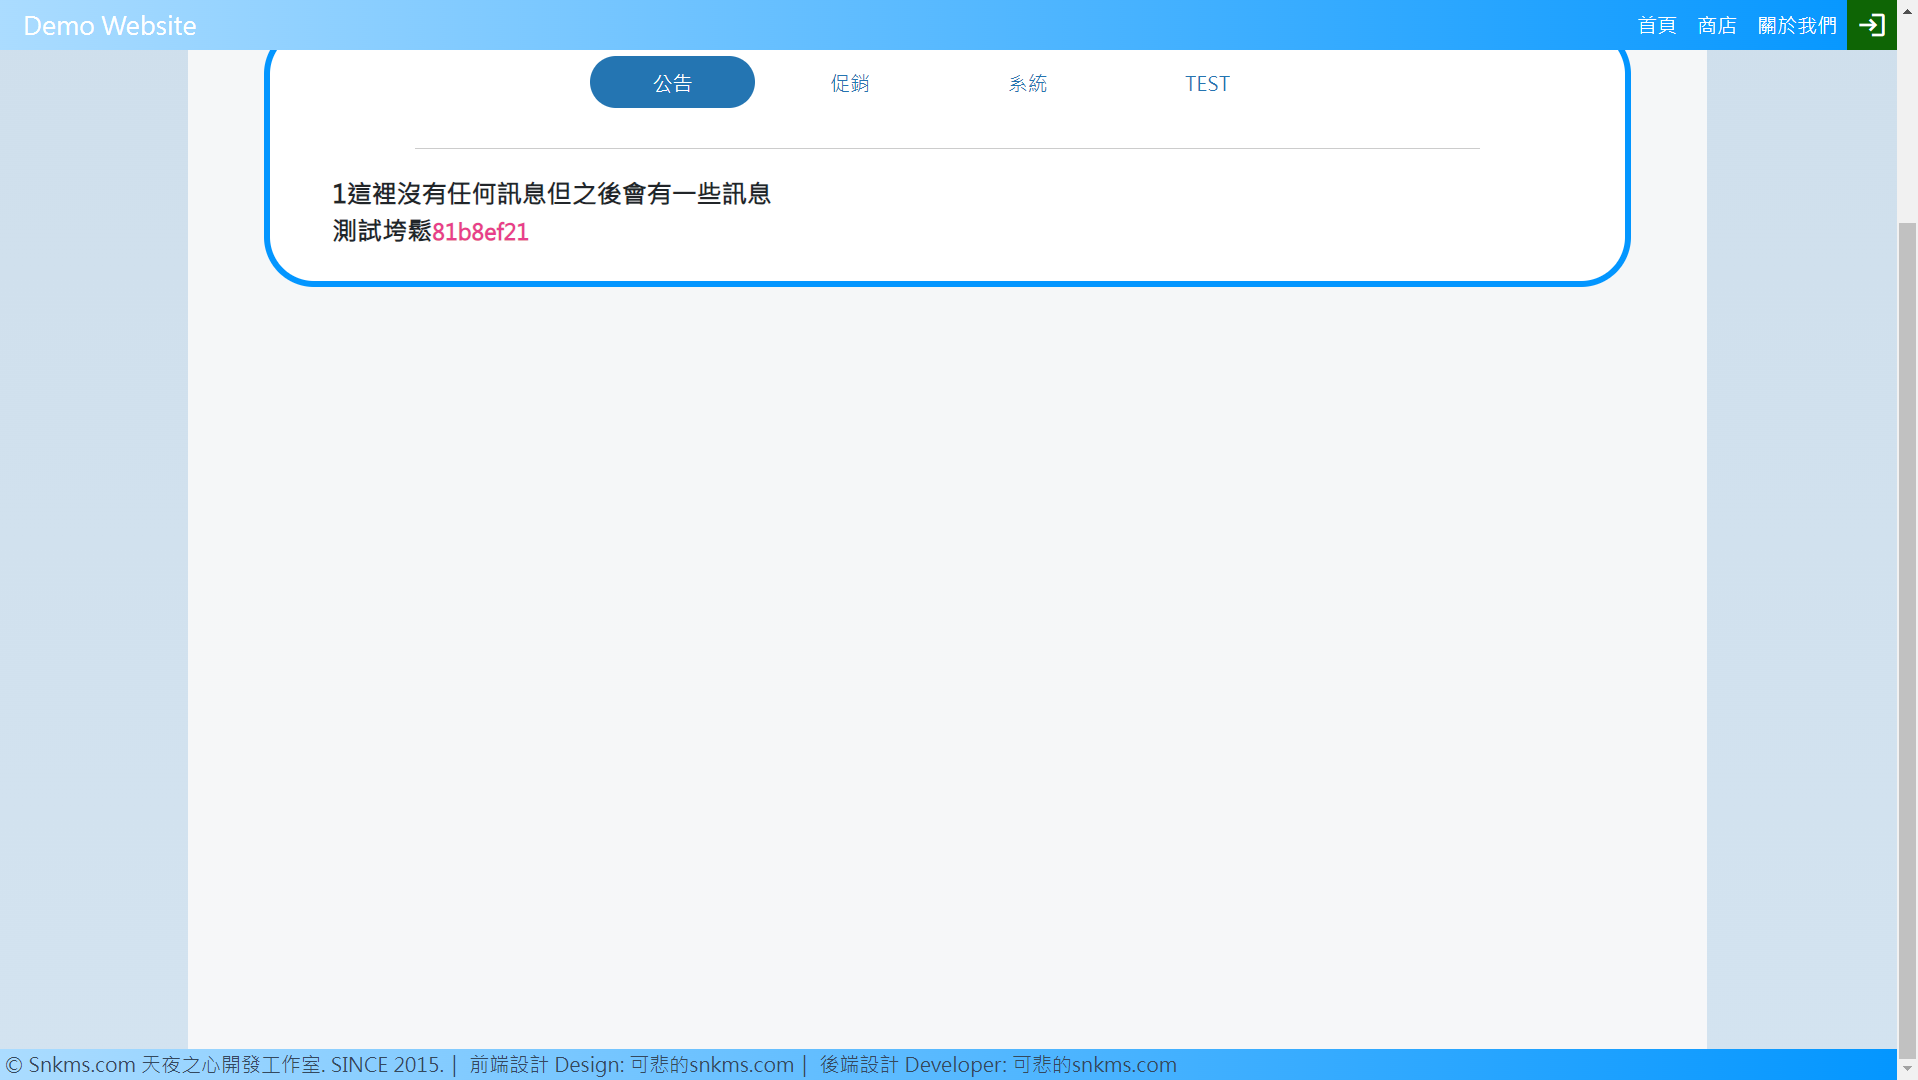 Demo Website 首頁 商店 關於我們
公告 促銷 系統 TEST
1這裡沒有任何訊息但之後會有一些訊息
測試垮鬆81b8ef21
© Snkms.com 天夜之心開發工作室. SINCE 2015. | 前端設計 Design: 可悲的snkms.com | 後端設計 Developer: 可悲的snkms.com